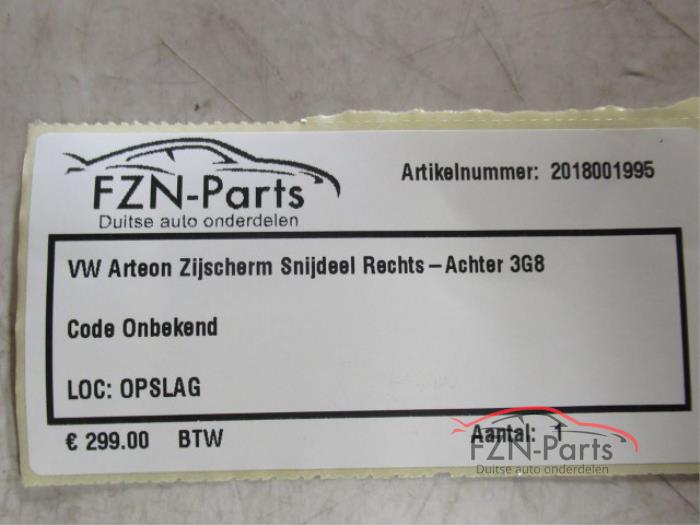 FZN-Parts
Duitse auto onderdelen
Artikelnummer: 2018001995
VW Arteon Zijscherm Snijdeel Rechts-Achter 3G8
Code Onbekend
LOC: OPSLAG
€ 299.00 BTW
Aantal: 1
FZN-Parts
Duitse auto onderdelen